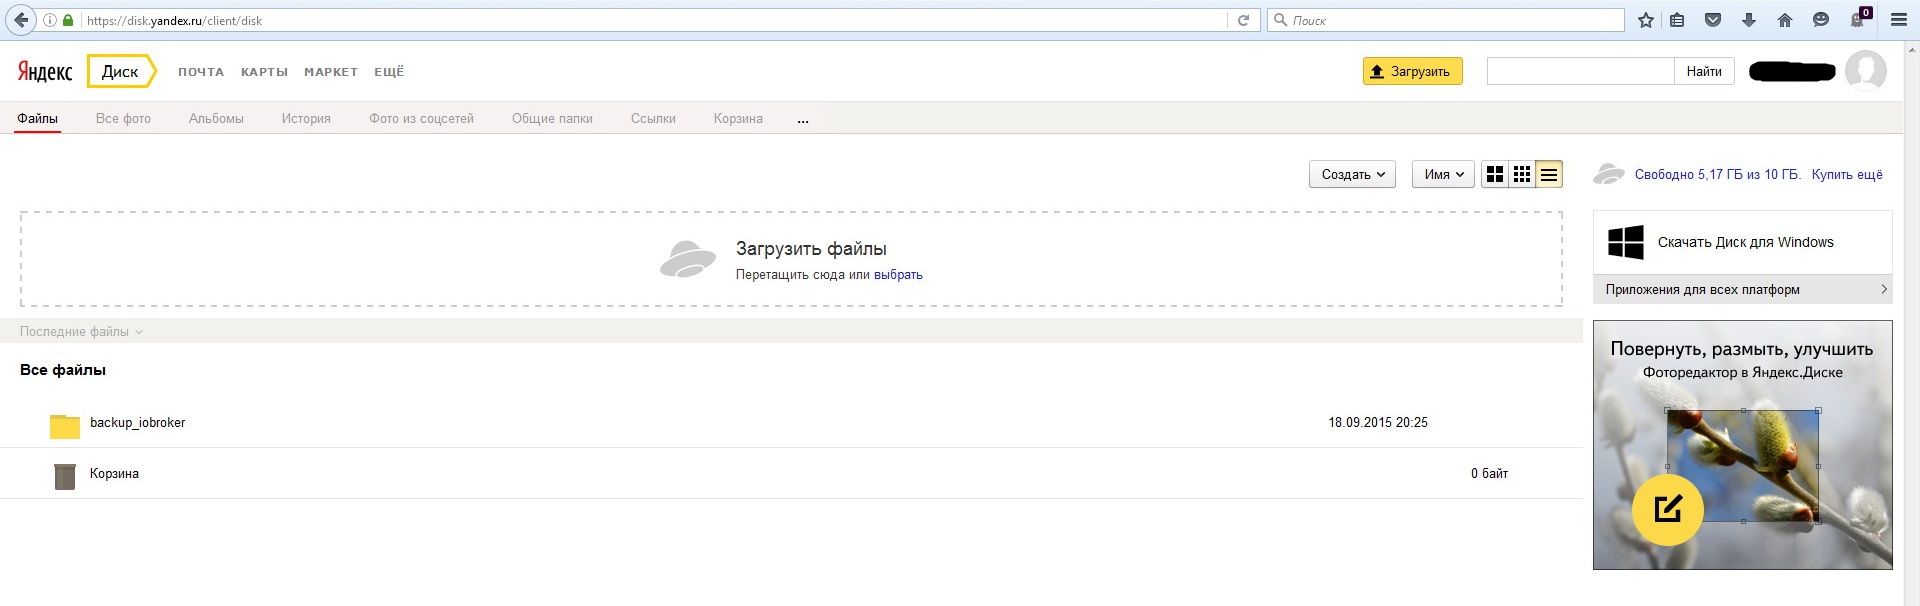 https://disk.yandex.ru/client/disk
Поиск
0
Яндекс Диск ПОЧТА КАРТЫ МАРКЕТ ЕЩЁ Загрузить Найти
Файлы Все фото Альбомы История Фото из соцсетей Общие папки Ссылки Корзина ...
Создать Имя Свободно 5,17 ГБ из 10 ГБ. Купить ещё
Загрузить файлы
Перетащить сюда или выбрать
Скачать Диск для Windows
Приложения для всех платформ
Последние файлы
Повернуть, размыть, улучшить
Фоторедактор в Яндекс.Диске
Все файлы
backup_iobroker 18.09.2015 20:25
Корзина 0 байт